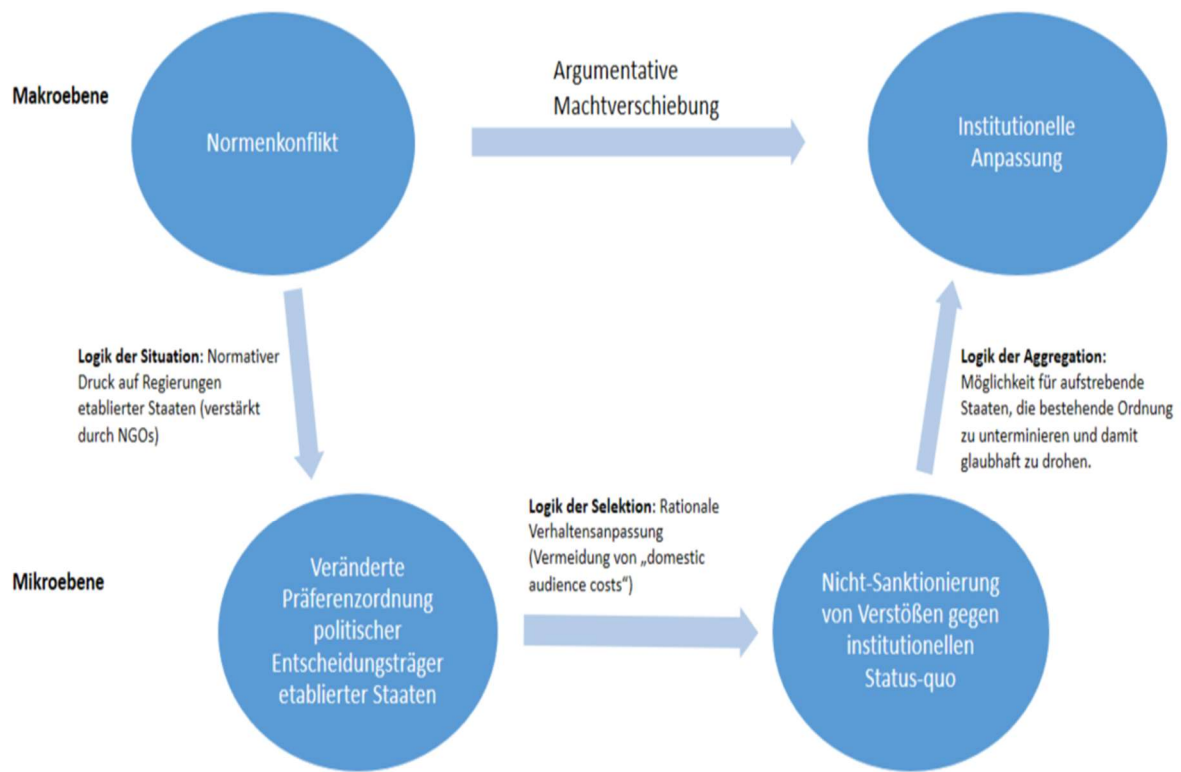 Makroebene
Normenkonflikt
Argumentative
Machtverschiebung
Institutionelle
Anpassung
Logik der Situation: Normativer
Druck auf Regierungen
etablierter Staaten (verstärkt
durch NGOs)
Logik der Aggregation:
Möglichkeit für aufstrebende
Staaten, die bestehende Ordnung
zu unterminieren und damit
glaubhaft zu drohen.
Mikroebene
Veränderte
Präferenzordnung
politischer
Entscheidungsträger
etablierter Staaten
Logik der Selektion: Rationale
Verhaltensanpassung
(Vermeidung von „domestic
audience costs“)
Nicht-Sanktionierung
von Verstößen gegen
institutionellen
Status-quo